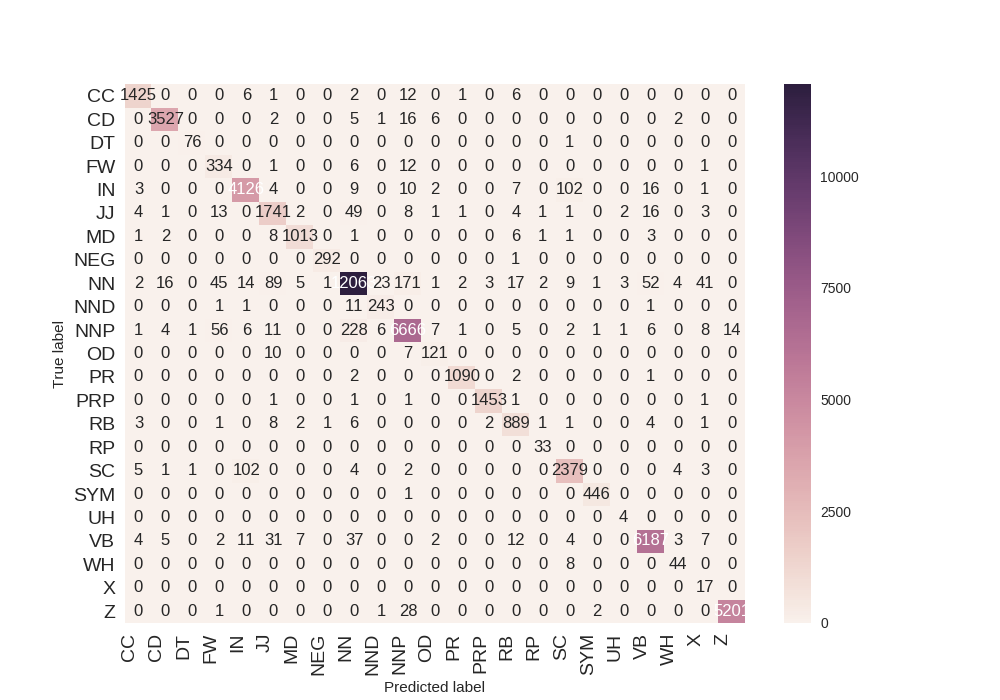 CC 1425 0 0 0 6 1 0 0 2 0 12 0 1 0 6 0 0 0 0 0 0 0 0
CD 0 3527 0 0 0 2 0 0 5 1 16 6 0 0 0 0 0 0 0 0 2 0 0
DT 0 0 76 0 0 0 0 0 0 0 0 0 0 0 0 0 1 0 0 0 0 0 0
FW 0 0 0 334 0 1 0 0 6 0 12 0 0 0 0 0 0 0 0 0 0 1 0
IN 3 0 0 0 4126 4 0 0 9 0 10 2 0 0 7 0 102 0 0 16 0 1 0
JJ 4 1 0 13 0 1741 2 0 49 0 8 1 1 0 4 1 1 0 2 16 0 3 0
MD 1 2 0 0 0 8 1013 0 1 0 0 0 0 0 6 1 1 0 0 3 0 0 0
NEG 0 0 0 0 0 0 0 292 0 0 0 0 0 0 1 0 0 0 0 0 0 0 0
NN 2 16 0 45 14 89 5 1 206 23 171 1 2 3 17 2 9 1 3 52 4 41 0
NND 0 0 0 1 1 0 0 0 11 243 0 0 0 0 0 0 0 0 0 1 0 0 0
NNP 1 4 1 56 6 11 0 0 228 6 6666 7 1 0 5 0 2 1 1 6 0 8 14
OD 0 0 0 0 0 10 0 0 0 0 7 121 0 0 0 0 0 0 0 0 0 0 0
PR 0 0 0 0 0 0 0 0 2 0 0 0 1090 0 2 0 0 0 0 1 0 0 0
PRP 0 0 0 0 0 1 0 0 1 0 1 0 0 1453 1 0 0 0 0 0 0 1 0
RB 3 0 0 1 0 8 2 1 6 0 0 0 0 2 889 1 1 0 0 4 0 1 0
RP 0 0 0 0 0 0 0 0 0 0 0 0 0 0 0 33 0 0 0 0 0 0 0
SC 5 1 1 0 102 0 0 0 4 0 2 0 0 0 0 0 2379 0 0 0 4 3 0
SYM 0 0 0 0 0 0 0 0 0 0 1 0 0 0 0 0 0 446 0 0 0 0 0
UH 0 0 0 0 0 0 0 0 0 0 0 0 0 0 0 0 0 0 4 0 0 0 0
VB 4 5 0 2 11 31 7 0 37 0 0 2 0 0 12 0 4 0 0 6187 3 7 0
WH 0 0 0 0 0 0 0 0 0 0 0 0 0 0 0 0 8 0 0 0 44 0 0
X 0 0 0 0 0 0 0 0 0 0 0 0 0 0 0 0 0 0 0 0 0 17 0
Z 0 0 0 1 0 0 0 0 0 1 28 0 0 0 0 0 0 2 0 0 0 0 5201
CC CD DT FW IN JJ MD NEG NN NND NNP OD PR PRP RB RP SC SYM UH VB WH X Z
Predicted label
True label
10000
7500
5000
2500
0